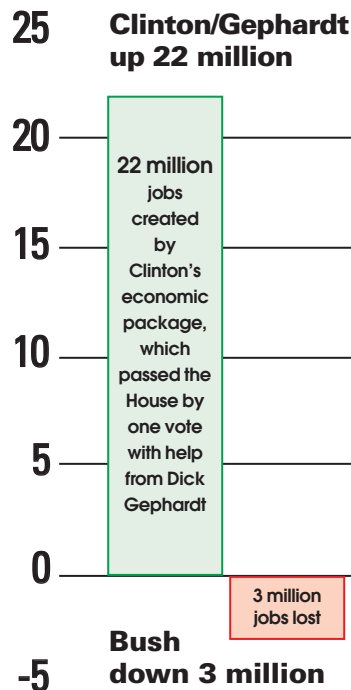 25
Clinton/Gephardt
up 22 million
20
22 million
jobs
created
by
Clinton's
economic
package,
which
passed the
House by
one vote
with help
from Dick
Gephardt
15
10
5
0
3 million
jobs lost
Bush
down 3 million
-5